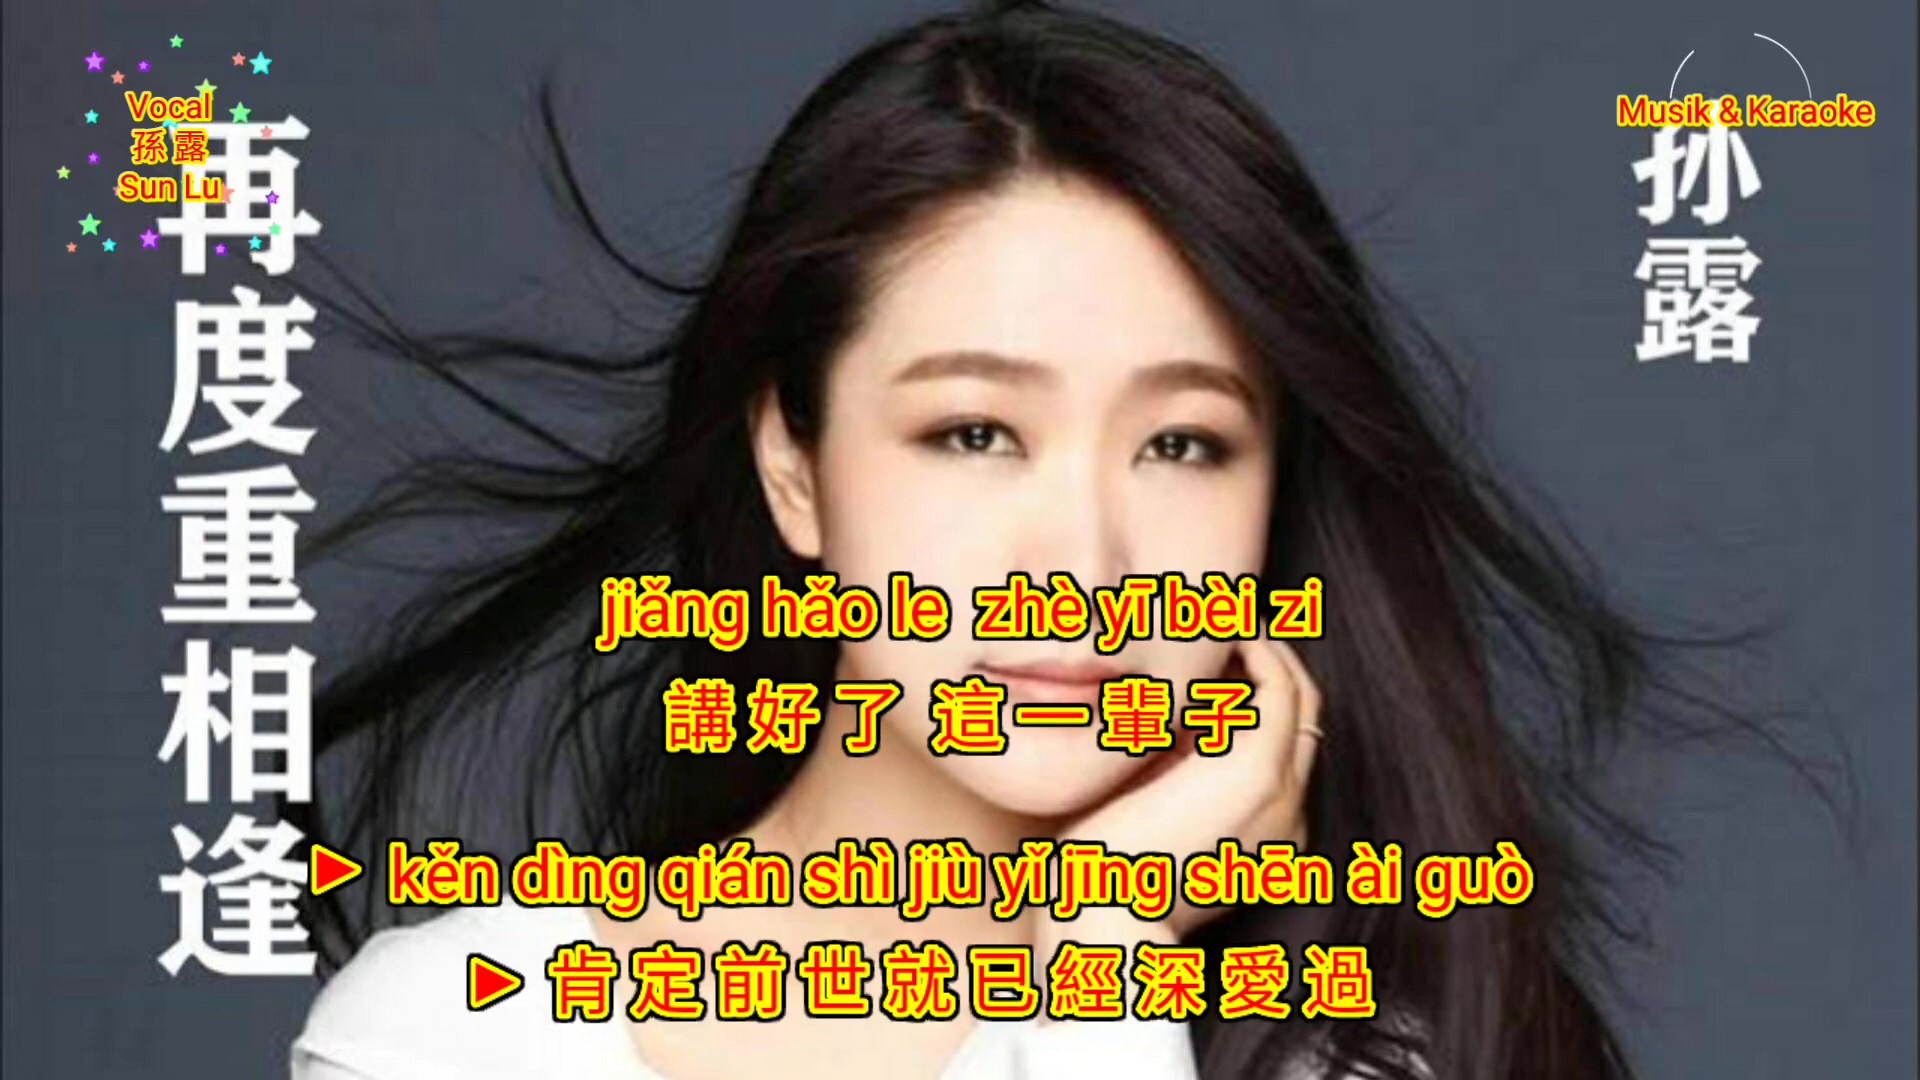 Vocal
孫 露
Sun Lu
再度重相逢
Musik & Karaoke
孙露
jiǎng hǎo le zhè yī bèi zi
講 好 了 這 一 輩 子
kěn dìng qián shì jiù yǐ jīng shēn ài guò
肯 定 前 世 就 已 經 深 愛 過